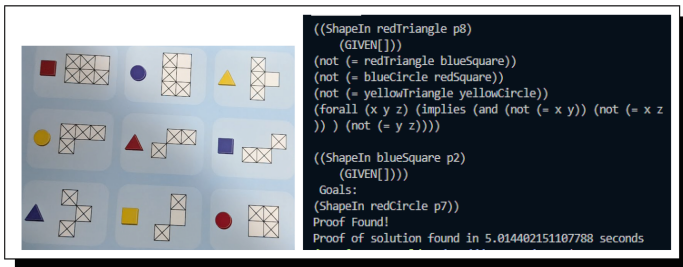 ((ShapeIn redTriangle p8)
(GIVEN[]))
(not (= redTriangle blueSquare))
(not (= blueCircle redSquare))
(not (= yellowTriangle yellowCircle))
(forall (x y z) (implies (and (not (= x y)) (not (= x z
)) ) (not (= y z))))
((ShapeIn blueSquare p2)
(GIVEN[])))
Goals:
(ShapeIn redCircle p7))
Proof Found!
Proof of solution found in 5.014402151107788 seconds